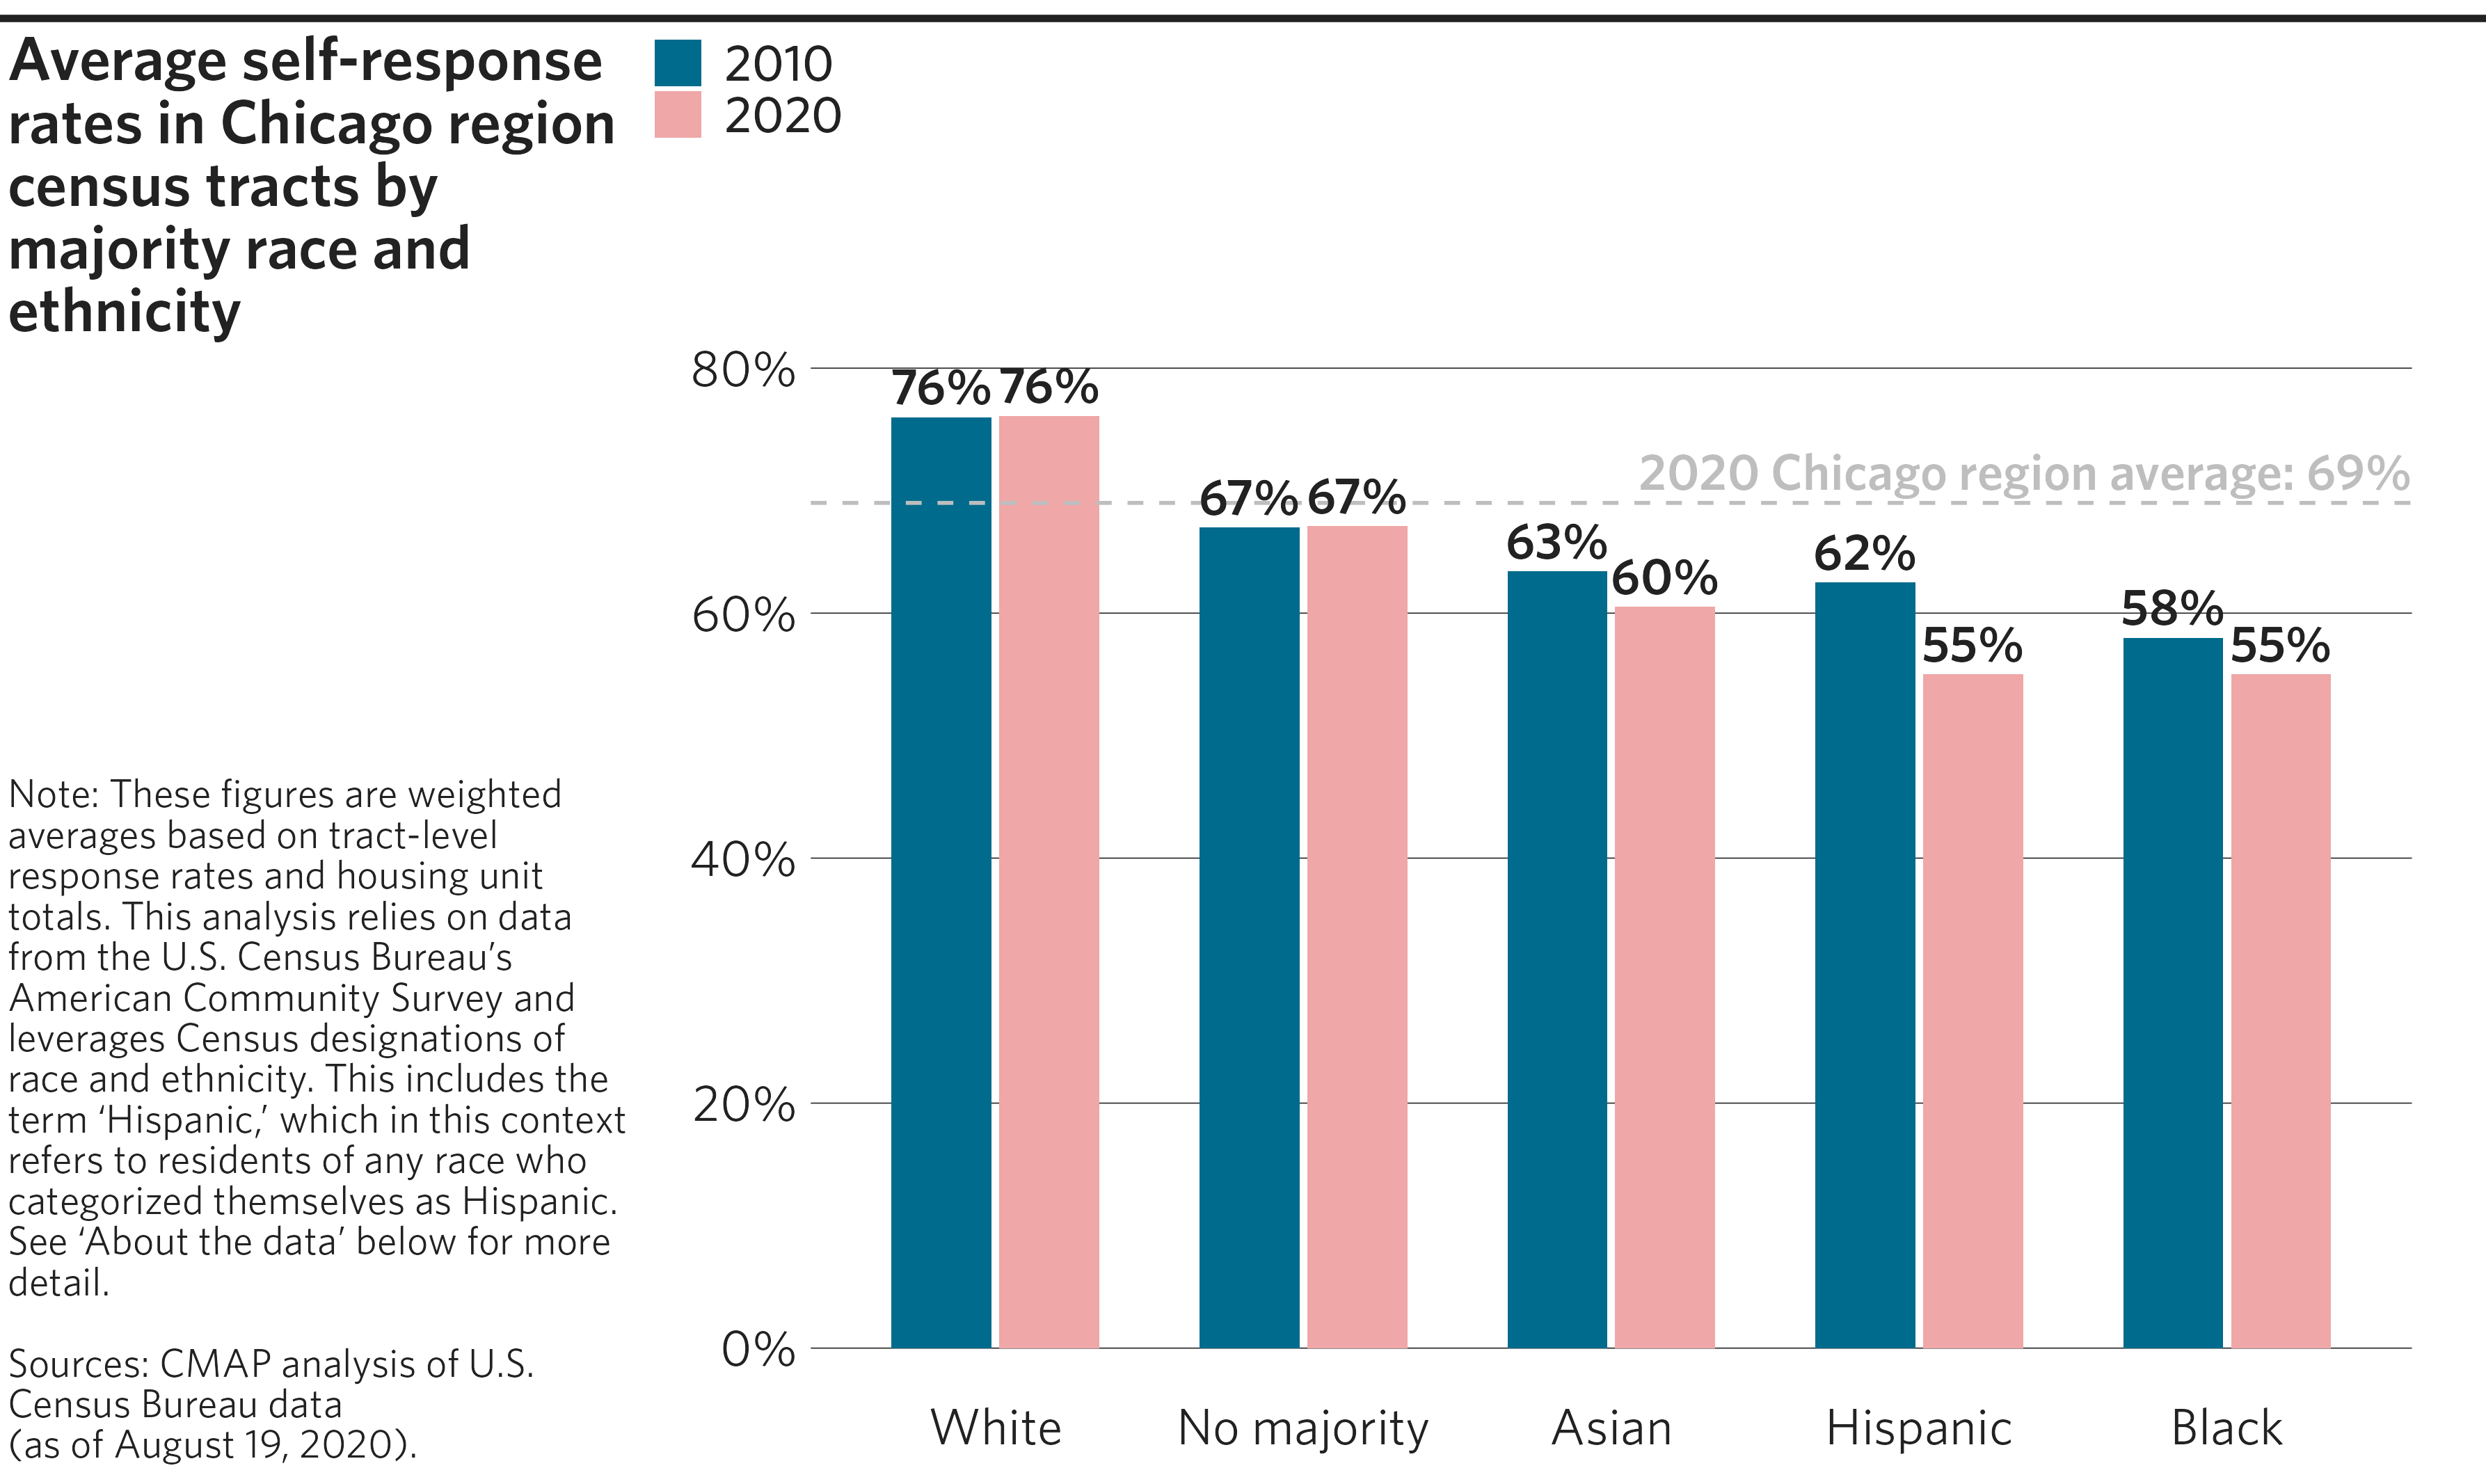 Average self-response
rates in Chicago region
census tracts by
majority race and
ethnicity
2010
2020
80%
60%
40%
20%
0%
76% 76%
67% 67%
63%
60%
62%
55%
58%
55%
2020 Chicago region average: 69%
White
No majority
Asian
Hispanic
Black
Note: These figures are weighted
averages based on tract-level
response rates and housing unit
totals. This analysis relies on data
from the U.S. Census Bureau’s
American Community Survey and
leverages Census designations of
race and ethnicity. This includes the
term ‘Hispanic,’ which in this context
refers to residents of any race who
categorized themselves as Hispanic.
See ‘About the data’ below for more
detail.
Sources: CMAP analysis of U.S.
Census Bureau data
(as of August 19, 2020).